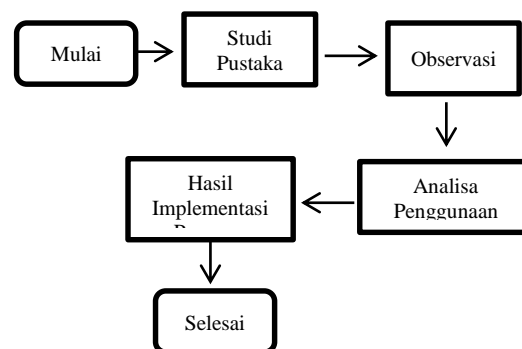 Mulai
Studi
Pustaka
Observasi
Analisa
Penggunaan
Hasil
Implementasi
Selesai